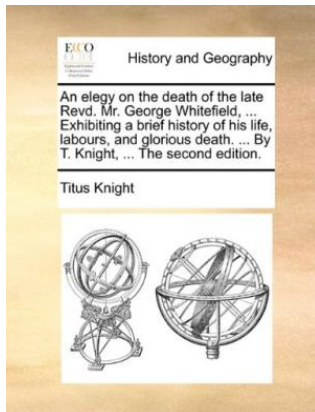 ECCO
History and Geography
An elegy on the death of the late
Revd. Mr. George Whitefield, ...
Exhibiting a brief history of his life,
labours, and glorious death. ... By
T. Knight, ... The second edition.
Titus Knight